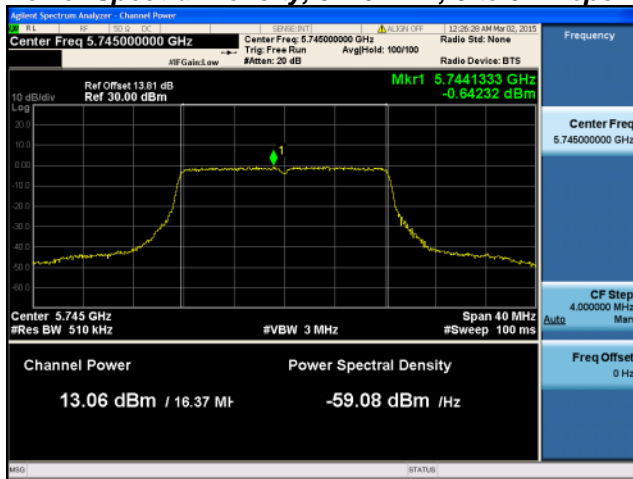 Agilent Spectrum Analyzer - Channel Power
RL RF 50 Ω DC SENSE:INT ALIGN OFF 12:26:28 AM Mar 02, 2015
Center Freq 5.745000000 GHz Center Freq: 5.745000000 GHz Radio Std: None Frequency
Trig: Free Run Avg|Hold: 100/100
#IFGain:Low #Atten: 20 dB Radio Device: BTS
Mkr1 5.7441333 GHz
Ref Offset 13.81 dB
10 dB/div Ref 30.00 dBm -0.64232 dBm
Log
20.0
10.0
0.00
-10.0
-20.0
-30.0
-40.0
-50.0
-60.0
1
Center Freq
5.745000000 GHz
Center 5.745 GHz Span 40 MHz
#Res BW 510 kHz #VBW 3 MHz #Sweep 100 ms
CF Step
4.000000 MHz
Auto Man
Channel Power Power Spectral Density
13.06 dBm / 16.37 MH -59.08 dBm /Hz
Freq Offset
0 Hz
MSG STATUS